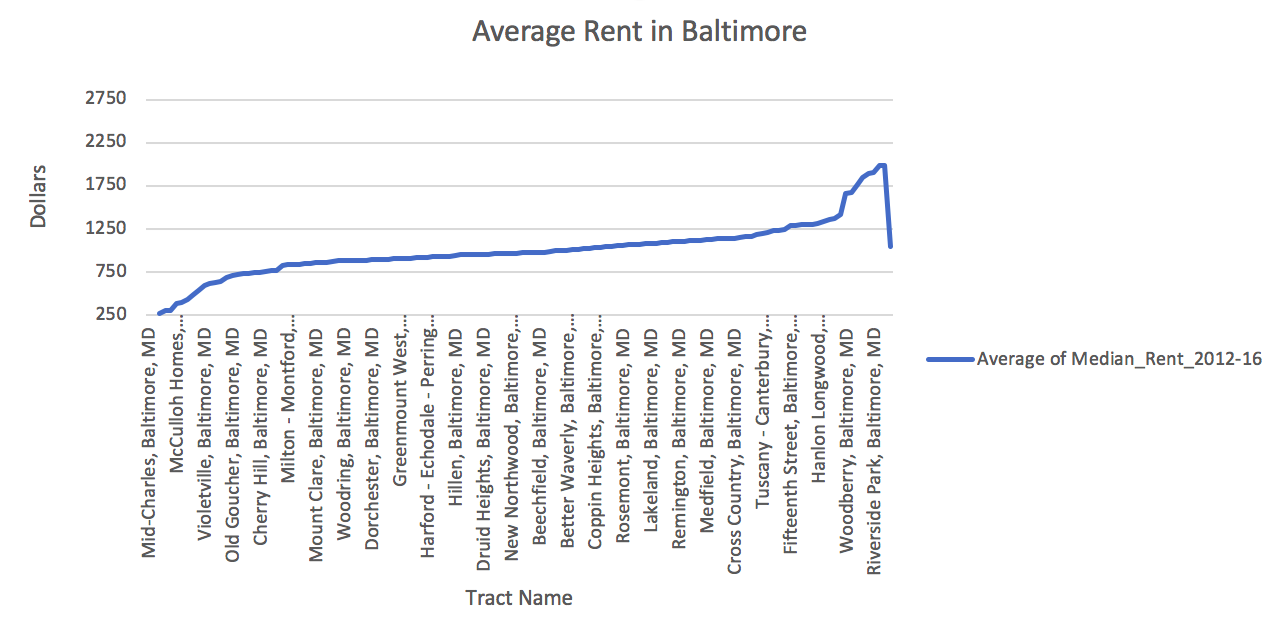 Average Rent in Baltimore
2750
2250
1750
1250
750
250
Dollars
Mid-Charles, Baltimore, MD
McCulloh Homes,...
Violetville, Baltimore, MD
Old Goucher, Baltimore, MD
Cherry Hill, Baltimore, MD
Milton - Montford,...
Mount Clare, Baltimore, MD
Woodring, Baltimore, MD
Dorchester, Baltimore, MD
Greenmount West,...
Harford - Echodale - Perring...
Hillen, Baltimore, MD
Druid Heights, Baltimore, MD
New Northwood, Baltimore,...
Beechfield, Baltimore, MD
Better Waverly, Baltimore,...
Coppin Heights, Baltimore,...
Rosemont, Baltimore, MD
Lakeland, Baltimore, MD
Remington, Baltimore, MD
Medfield, Baltimore, MD
Cross Country, Baltimore, MD
Tuscany - Canterbury,...
Fifteenth Street, Baltimore,...
Hanlon Longwood,...
Woodberry, Baltimore, MD
Riverside Park, Baltimore, MD
Tract Name
Average of Median_Rent_2012-16